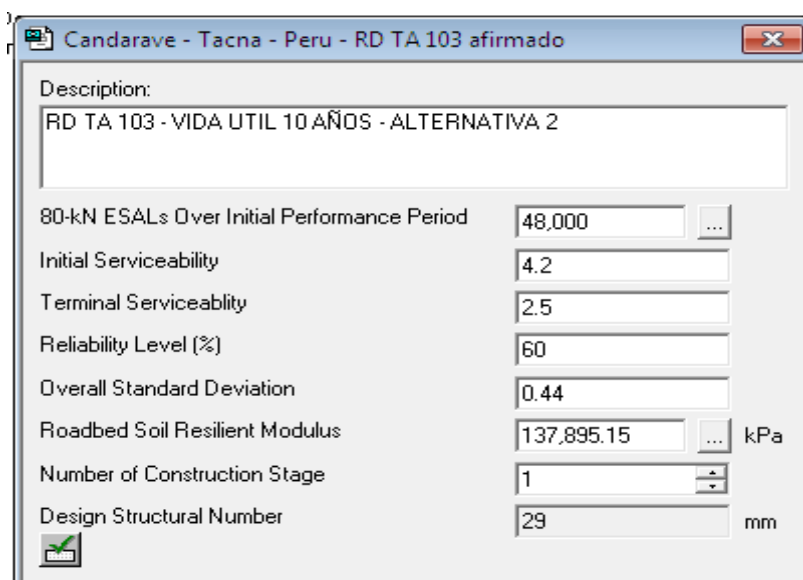 Candarave - Tacna - Peru - RD TA 103 afirmado
Description:
RD TA 103 - VIDA UTIL 10 AÑOS - ALTERNATIVA 2
80-kN ESALs Over Initial Performance Period 48,000 ...
Initial Serviceability 4.2
Terminal Serviceablity 2.5
Reliability Level (%) 60
Overall Standard Deviation 0.44
Roadbed Soil Resilient Modulus 137,895.15 ... kPa
Number of Construction Stage 1
Design Structural Number 29 mm